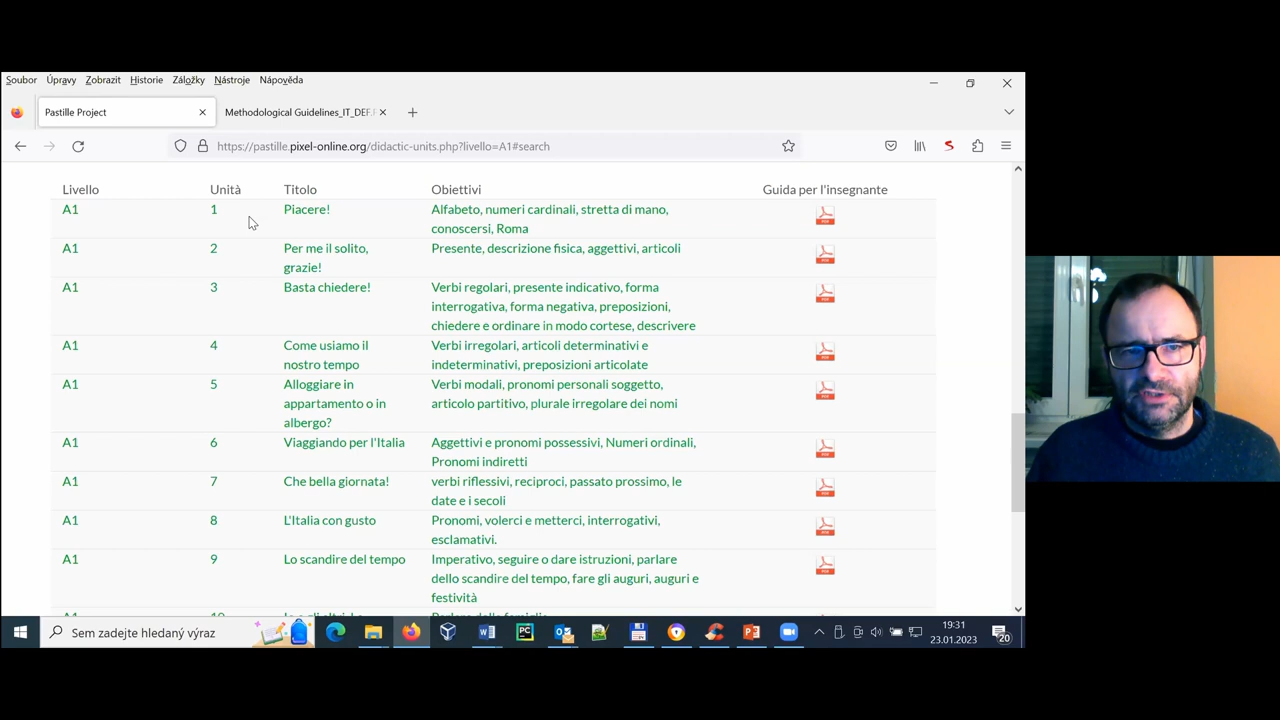 Soubor Úpravy Zobrazit Historie Záložky Nástroje Nápověda
Pastille Project
Methodological Guidelines_IT_DEF.
https://pastille.pixel-online.org/didactic-units.php?livello=A1#search
Livello Unità Titolo Obiettivi Guida per l'insegnante
A1 1 Piacere! Alfabeto, numeri cardinali, stretta di mano,
conoscersi, Roma
A1 2 Per me il solito, Presente, descrizione fisica, aggettivi, articoli
grazie!
A1 3 Basta chiedere! Verbi regolari, presente indicativo, forma
interrogativa, forma negativa, preposizioni,
chiedere e ordinare in modo cortese, descrivere
A1 4 Come usiamo il Verbi irregolari, articoli determinativi e
nostro tempo indeterminativi, preposizioni articolate
A1 5 Alloggiare in Verbi modali, pronomi personali soggetto,
appartamento o in articolo partitivo, plurale irregolare dei nomi
albergo?
A1 6 Viaggiando per l'Italia Aggettivi e pronomi possessivi, Numeri ordinali,
Pronomi indiretti
A1 7 Che bella giornata! verbi riflessivi, reciproci, passato prossimo, le
date e i secoli
A1 8 L'Italia con gusto Pronomi, volerci e metterci, interrogativi,
esclamativi.
A1 9 Lo scandire del tempo Imperativo, seguire o dare istruzioni, parlare
dello scandire del tempo, fare gli auguri, auguri e
festività
Sem zadejte hledaný výraz
19:31
23.01.2023
20